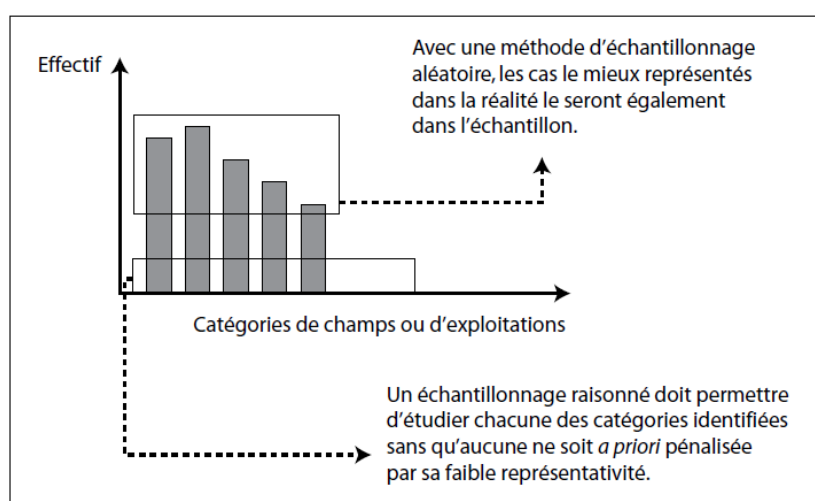 Avec une méthode d'échantillonnage
aléatoire, les cas le mieux représentés
dans la réalité le seront également
dans l'échantillon.
Effectif
Catégories de champs ou d'exploitations
Un échantillonnage raisonné doit permettre
d'étudier chacune des catégories identifiées
sans qu'aucune ne soit a priori pénalisée
par sa faible représentativité.